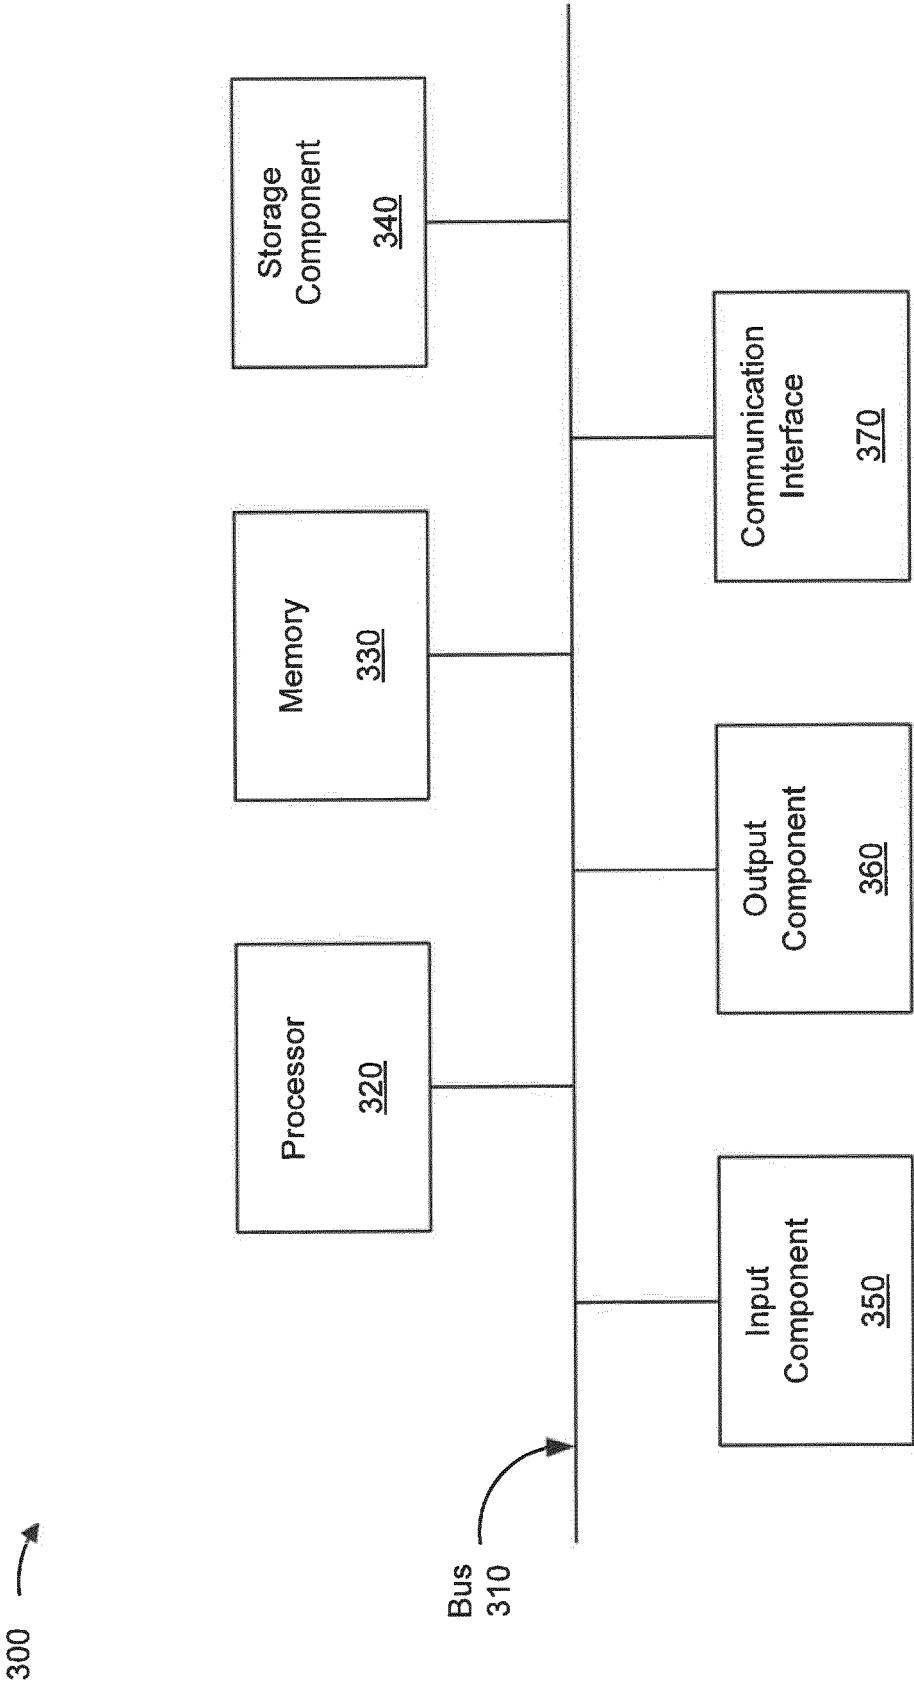 300
Bus
310
Processor
320
Memory
330
Storage
Component
340
Input
Component
350
Output
Component
360
Communication
Interface
370